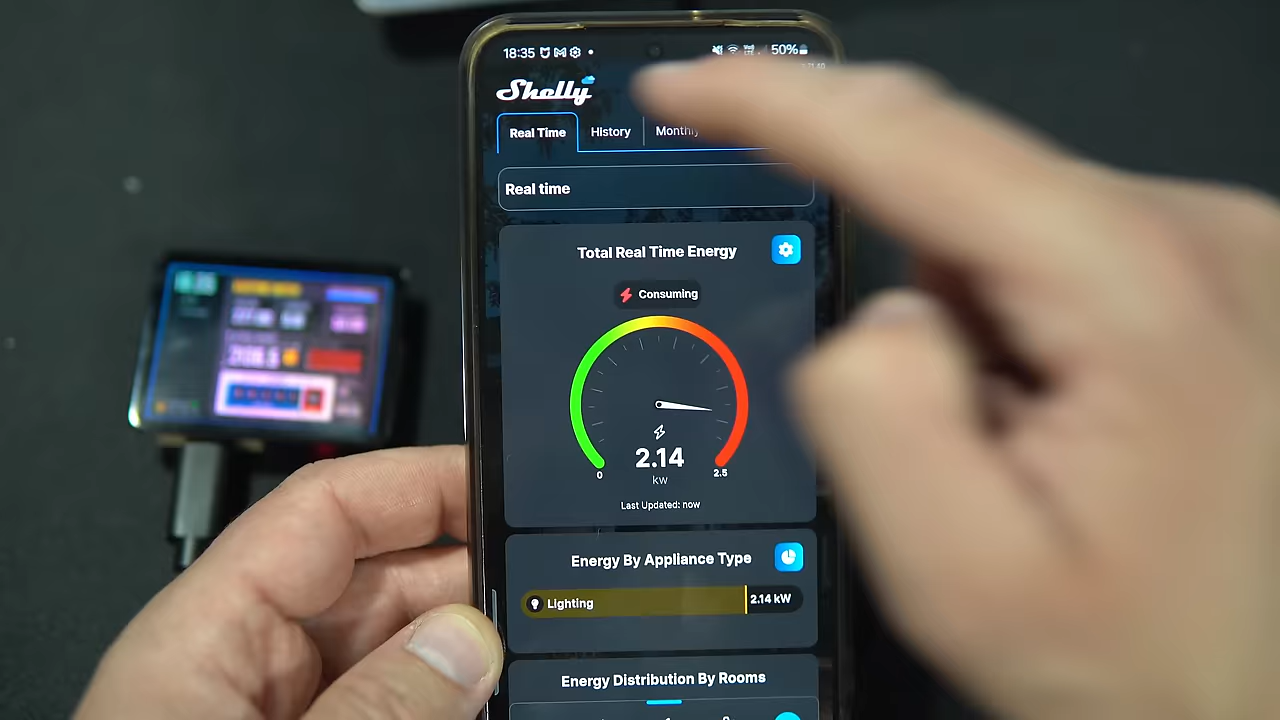 18:35 50%
Shelly
Real Time History Monthly
Real time
Total Real Time Energy
Consuming
2.14
kw
0 2.5
Last Updated: now
Energy By Appliance Type
Lighting 2.14 kW
Energy Distribution By Rooms